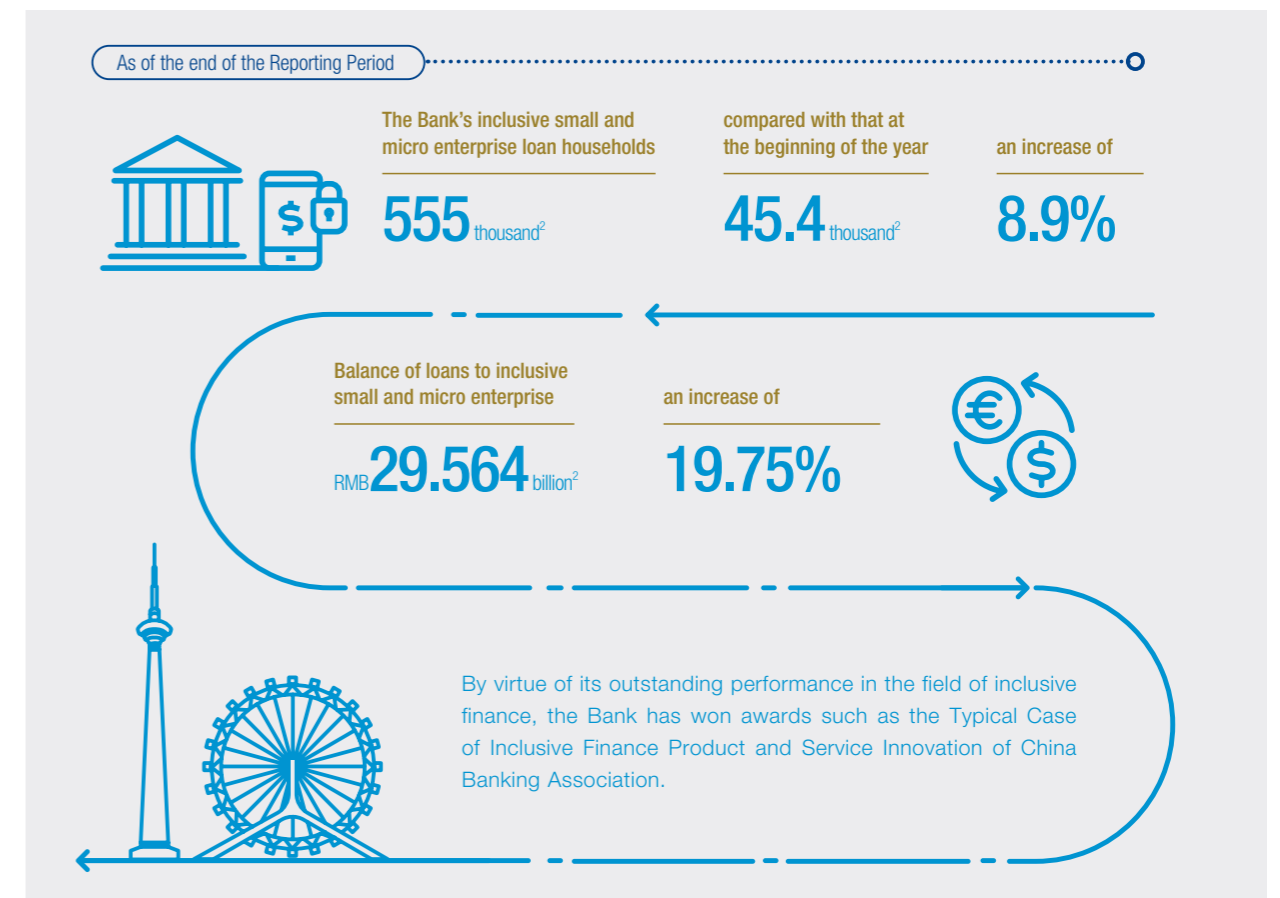 As of the end of the Reporting Period
The Bank’s inclusive small and
micro enterprise loan households
555 thousand²
compared with that at
the beginning of the year
45.4 thousand²
an increase of
8.9%
Balance of loans to inclusive
small and micro enterprise
RMB29.564 billion²
an increase of
19.75%
By virtue of its outstanding performance in the field of inclusive
finance, the Bank has won awards such as the Typical Case
of Inclusive Finance Product and Service Innovation of China
Banking Association.